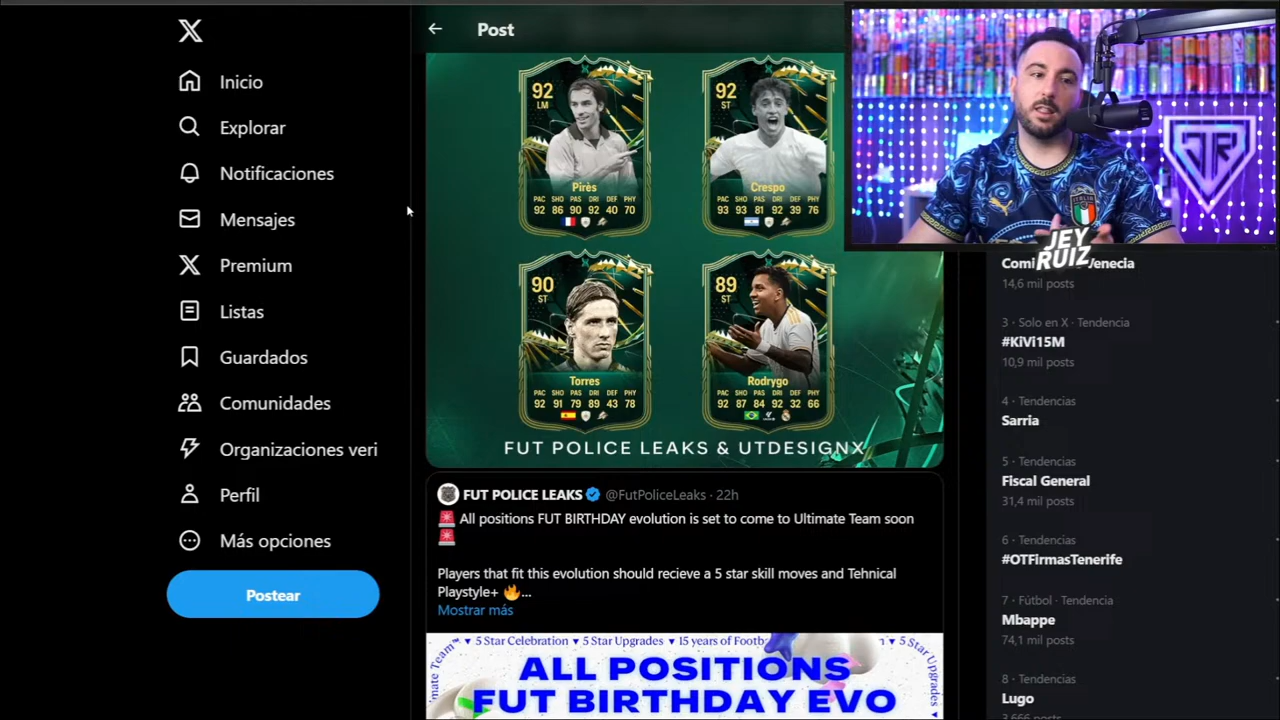 X
Inicio
Explorar
Notificaciones
Mensajes
Premium
Listas
Guardados
Comunidades
Organizaciones veri
Perfil
Más opciones
Postear
Post
92
LM
Pirès
PAC SHO PAS DRI DEF PHY
92 86 90 92 40 70
92
ST
Crespo
PAC SHO PAS DRI DEF PHY
93 93 81 92 39 76
90
ST
Torres
PAC SHO PAS DRI DEF PHY
92 91 79 89 43 78
89
ST
Rodrygo
PAC SHO PAS DRI DEF PHY
92 87 84 92 32 66
FUT POLICE LEAKS & UTDESIGNX
FUT POLICE LEAKS @FutPoliceLeaks · 22h
🚨 All positions FUT BIRTHDAY evolution is set to come to Ultimate Team soon
🚨
Players that fit this evolution should recieve a 5 star skill moves and Tehnical
Playstyle+ 🔥...
Mostrar más
▾ 5 Star Celebration ▾ 5 Star Upgrades ▾ 15 years of Footb
ALL POSITIONS
FUT BIRTHDAY EVO
ITALIA
JTR
JEY
RUIZ
Venecia
14,6 mil posts
3 · Solo en X · Tendencia
#KiVi15M
10,9 mil posts
4 · Tendencias
Sarria
5 · Tendencias
Fiscal General
31,4 mil posts
6 · Tendencias
#OTFirmasTenerife
7 · Fútbol · Tendencia
Mbappe
74,1 mil posts
8 · Tendencias
Lugo